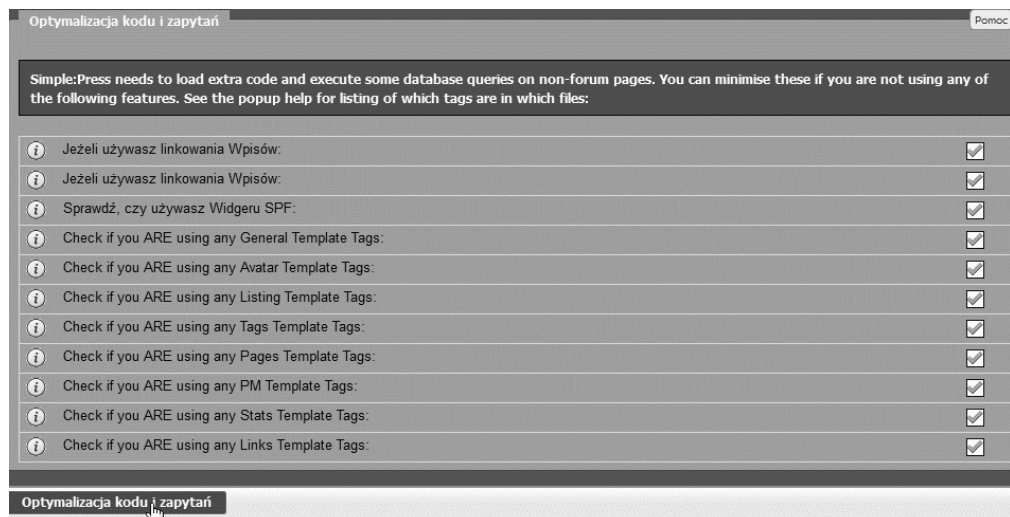 Optymalizacja kodu i zapytań
Pomoc
Simple:Press needs to load extra code and execute some database queries on non-forum pages. You can minimise these if you are not using any of
the following features. See the popup help for listing of which tags are in which files:
Jeżeli używasz linkowania Wpisów:
Jeżeli używasz linkowania Wpisów:
Sprawdź, czy używasz Widgeru SPF:
Check if you ARE using any General Template Tags:
Check if you ARE using any Avatar Template Tags:
Check if you ARE using any Listing Template Tags:
Check if you ARE using any Tags Template Tags:
Check if you ARE using any Pages Template Tags:
Check if you ARE using any PM Template Tags:
Check if you ARE using any Stats Template Tags:
Check if you ARE using any Links Template Tags:
Optymalizacja kodu i zapytań